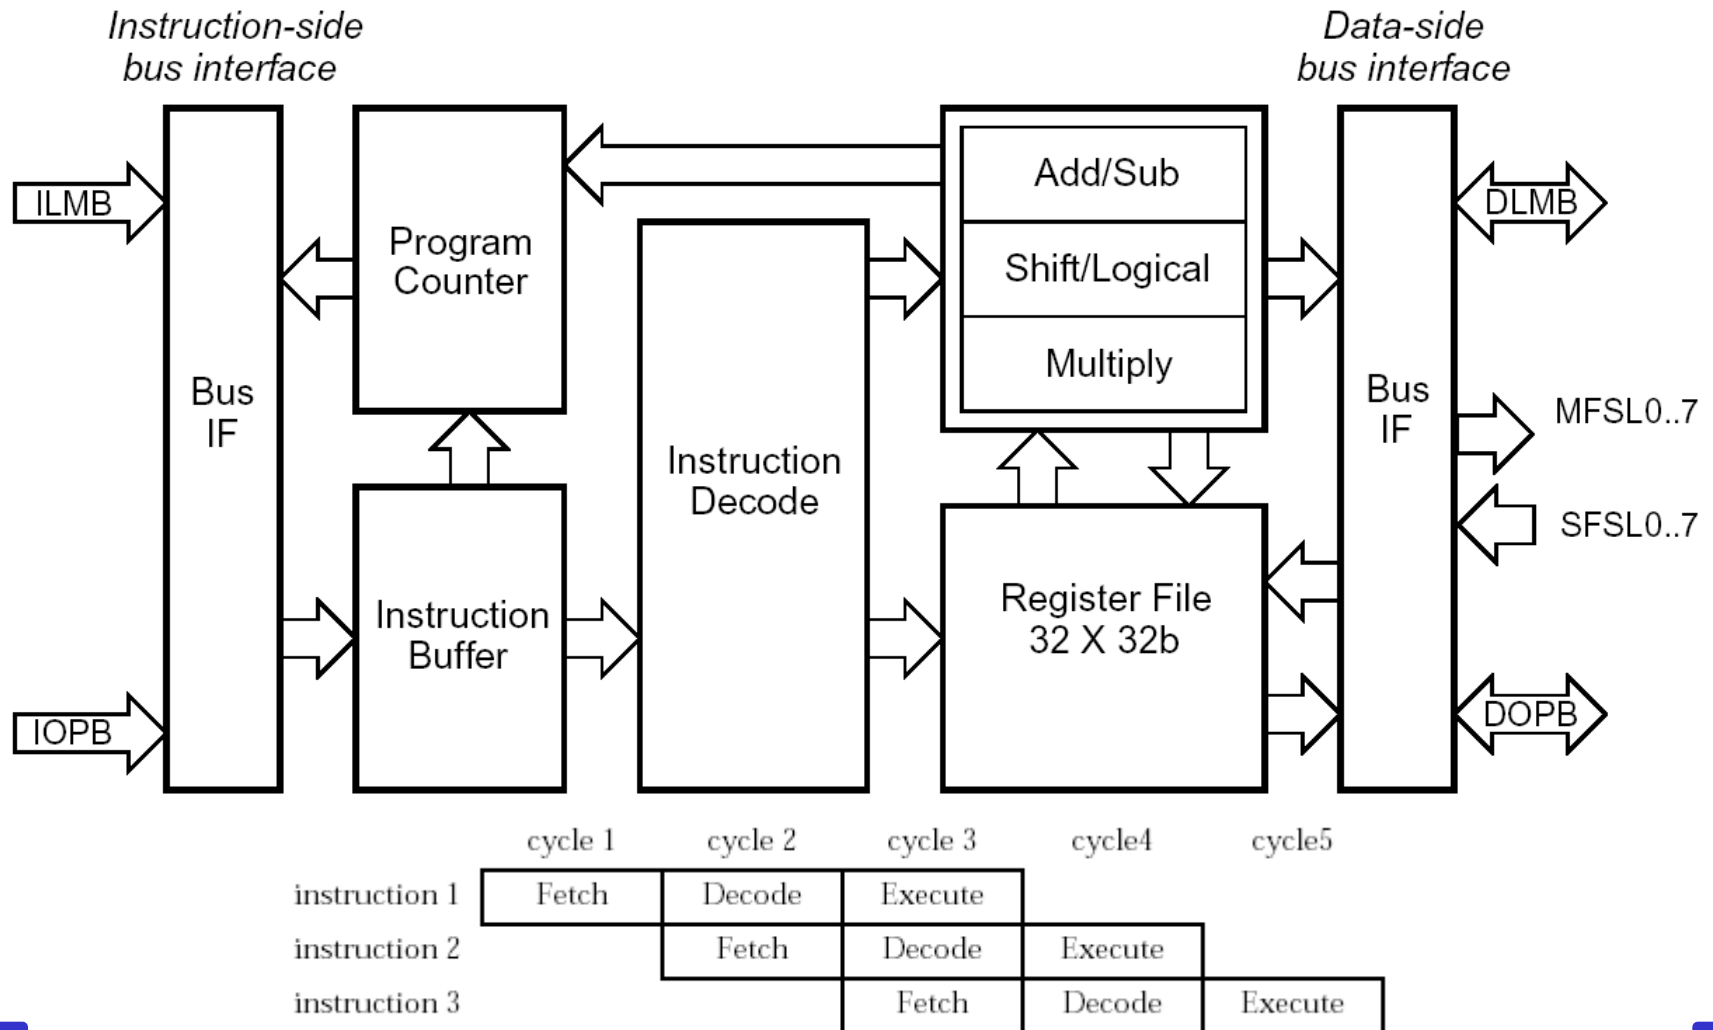 Instruction-side
bus interface
Data-side
bus interface
ILMB
IOPB
Bus
IF
Program
Counter
Instruction
Buffer
Instruction
Decode
Add/Sub
Shift/Logical
Multiply
Register File
32 X 32b
Bus
IF
DLMB
MFSL0..7
SFSL0..7
DOPB
cycle 1 cycle 2 cycle 3 cycle4 cycle5
instruction 1 Fetch Decode Execute
instruction 2 Fetch Decode Execute
instruction 3 Fetch Decode Execute